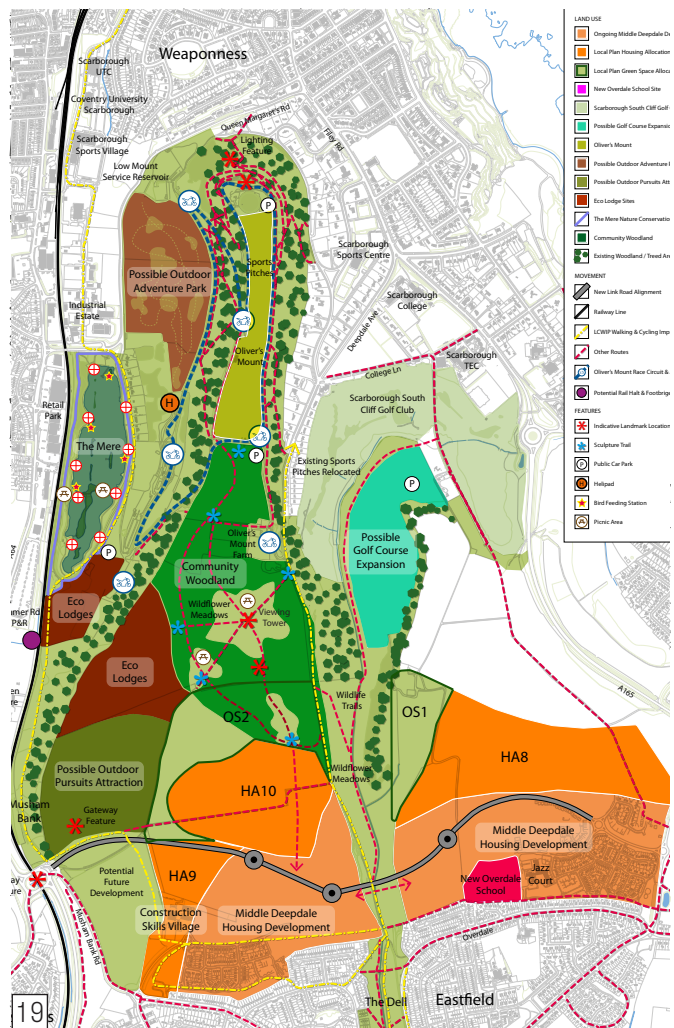 Weaponness
Scarborough
UTC
Coventry University
Scarborough
Scarborough
Sports Village
Low Mount
Service Reservoir
Queen Margaret's Rd
Filey Rd
Lighting
Feature
P
Possible Outdoor
Adventure Park
Sports
Pitches
Scarborough
Sports Centre
Scarborough
College
Deepdale Ave
Industrial
Estate
Oliver's
Mount
College Ln
Scarborough
TEC
Retail
Park
H
Scarborough South
Cliff Golf Club
The Mere
P
Existing Sports
Pitches Relocated
P
Oliver's
Mount
Farm
Possible
Golf Course
Expansion
P
Community
Woodland
Eco
Lodges
Wildflower
Meadows
Viewing
Tower
P&R
Eco
Lodges
A165
Wildlife
Trails
OS2
OS1
HA8
Wildflower
Meadows
Possible Outdoor
Pursuits Attraction
HA10
Musham
Bank
Gateway
Feature
Middle Deepdale
Housing Development
HA9
Potential
Future
Development
New Overdale
School
Jazz
Court
Construction
Skills Village
Middle Deepdale
Housing Development
Musham Bank Rd
Overdale
The Dell
Eastfield
19
LAND USE
Ongoing Middle Deepdale
Local Plan Housing Allocation
Local Plan Green Space
New Overdale School Site
Scarborough South Cliff Golf
Possible Golf Course
Oliver's Mount
Possible Outdoor Adventure
Possible Outdoor Pursuits
Eco Lodge Sites
The Mere Nature
Community Woodland
Existing Woodland / Treed
MOVEMENT
New Link Road Alignment
Railway Line
LCWIP Walking & Cycling
Other Routes
Oliver's Mount Race Circuit &
Potential Rail Halt &
FEATURES
Indicative Landmark
Sculpture Trail
P Public Car Park
H Helipad
Bird Feeding Station
Picnic Area